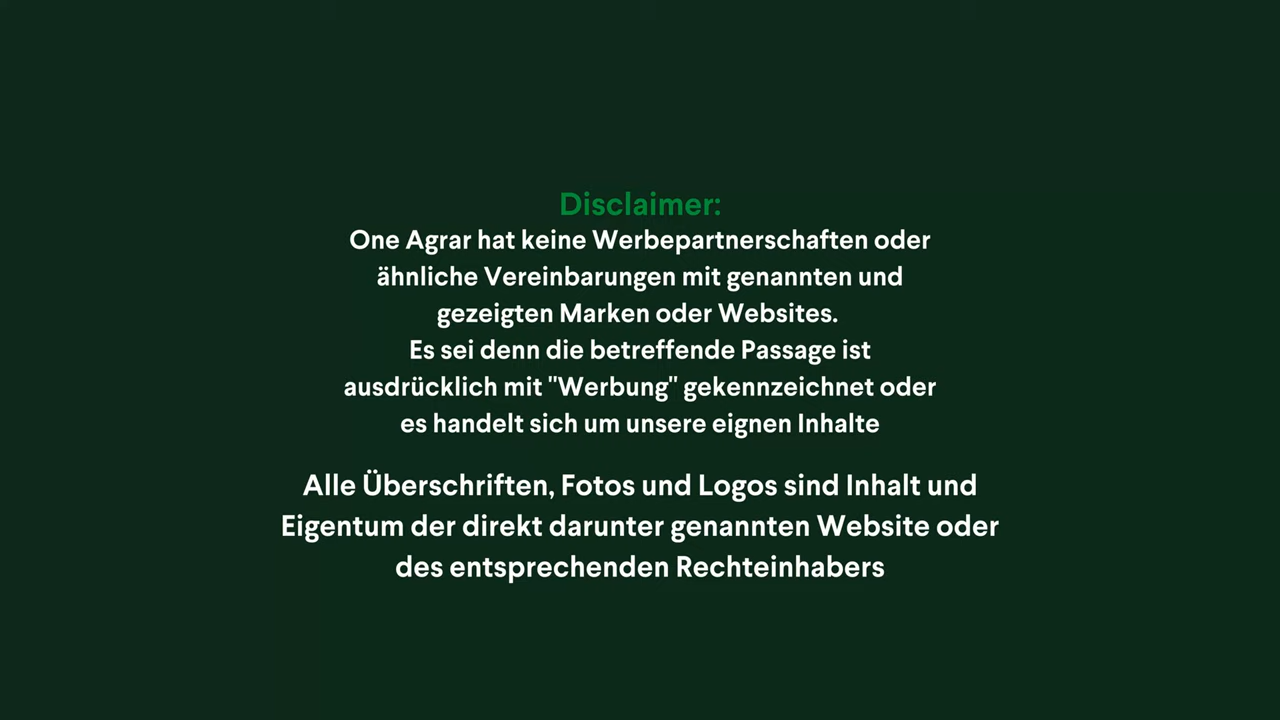 Disclaimer:
One Agrar hat keine Werbepartnerschaften oder
ähnliche Vereinbarungen mit genannten und
gezeigten Marken oder Websites.
Es sei denn die betreffende Passage ist
ausdrücklich mit "Werbung" gekennzeichnet oder
es handelt sich um unsere eignen Inhalte
Alle Überschriften, Fotos und Logos sind Inhalt und
Eigentum der direkt darunter genannten Website oder
des entsprechenden Rechteinhabers